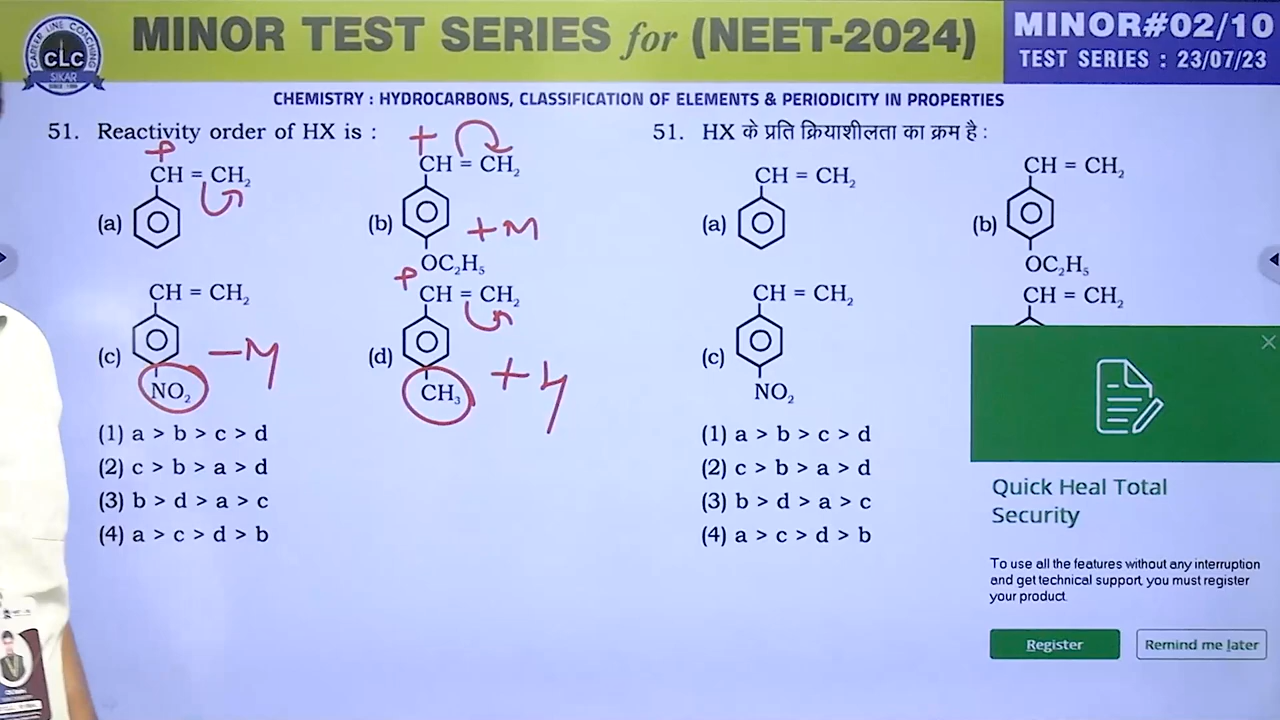 CAREER LINE COACHING
CLC
SIKAR
SINCE : 1996
MINOR TEST SERIES for (NEET-2024)
MINOR#02/10
TEST SERIES : 23/07/23
CHEMISTRY : HYDROCARBONS, CLASSIFICATION OF ELEMENTS & PERIODICITY IN PROPERTIES
51. Reactivity order of HX is :
+
CH = CH₂
(a)
+
CH = CH₂
(b)
+M
OC₂H₅
CH = CH₂
(c)
-M
NO₂
+
CH = CH₂
(d)
+H
CH₃
(1) a > b > c > d
(2) c > b > a > d
(3) b > d > a > c
(4) a > c > d > b
51. HX के प्रति क्रियाशीलता का क्रम है :
CH = CH₂
(a)
CH = CH₂
(b)
OC₂H₅
CH = CH₂
(c)
NO₂
CH = CH₂
(1) a > b > c > d
(2) c > b > a > d
(3) b > d > a > c
(4) a > c > d > b
Quick Heal Total
Security
To use all the features without any interruption
and get technical support, you must register
your product.
Register
Remind me later